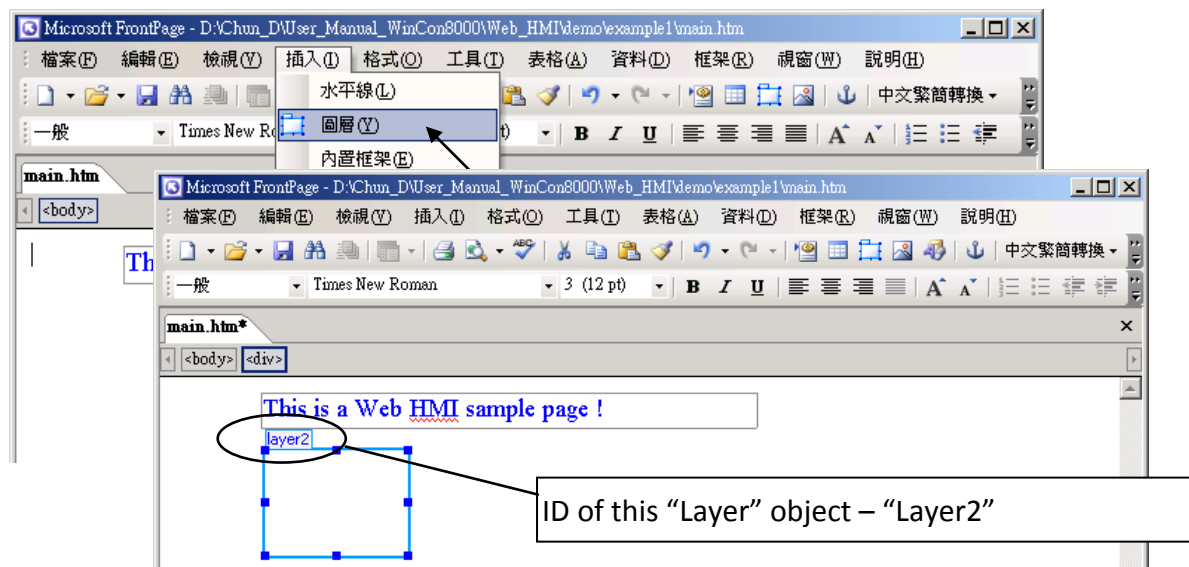 Microsoft FrontPage - D:\Chun_D\User_Manual_WinCon8000\Web_HMI\demo\example1\main.htm
檔案(F) 編輯(E) 檢視(V) 插入(I) 格式(O) 工具(T) 表格(A) 資料(D) 框架(R) 視窗(W) 說明(H)
水平線(L)
中文繁簡轉換
一般 Times New B I U A A
圖層(Y)
內置框架(E)
main.htm
<body>
Microsoft FrontPage - D:\Chun_D\User_Manual_WinCon8000\Web_HMI\demo\example1\main.htm
檔案(F) 編輯(E) 檢視(V) 插入(I) 格式(O) 工具(T) 表格(A) 資料(D) 框架(R) 視窗(W) 說明(H)
ABC 中文繁簡轉換
一般 Times New Roman 3 (12 pt) B I U A A
main.htm*
<body> <div>
This is a Web HMI sample page !
layer2
ID of this “Layer” object – “Layer2”